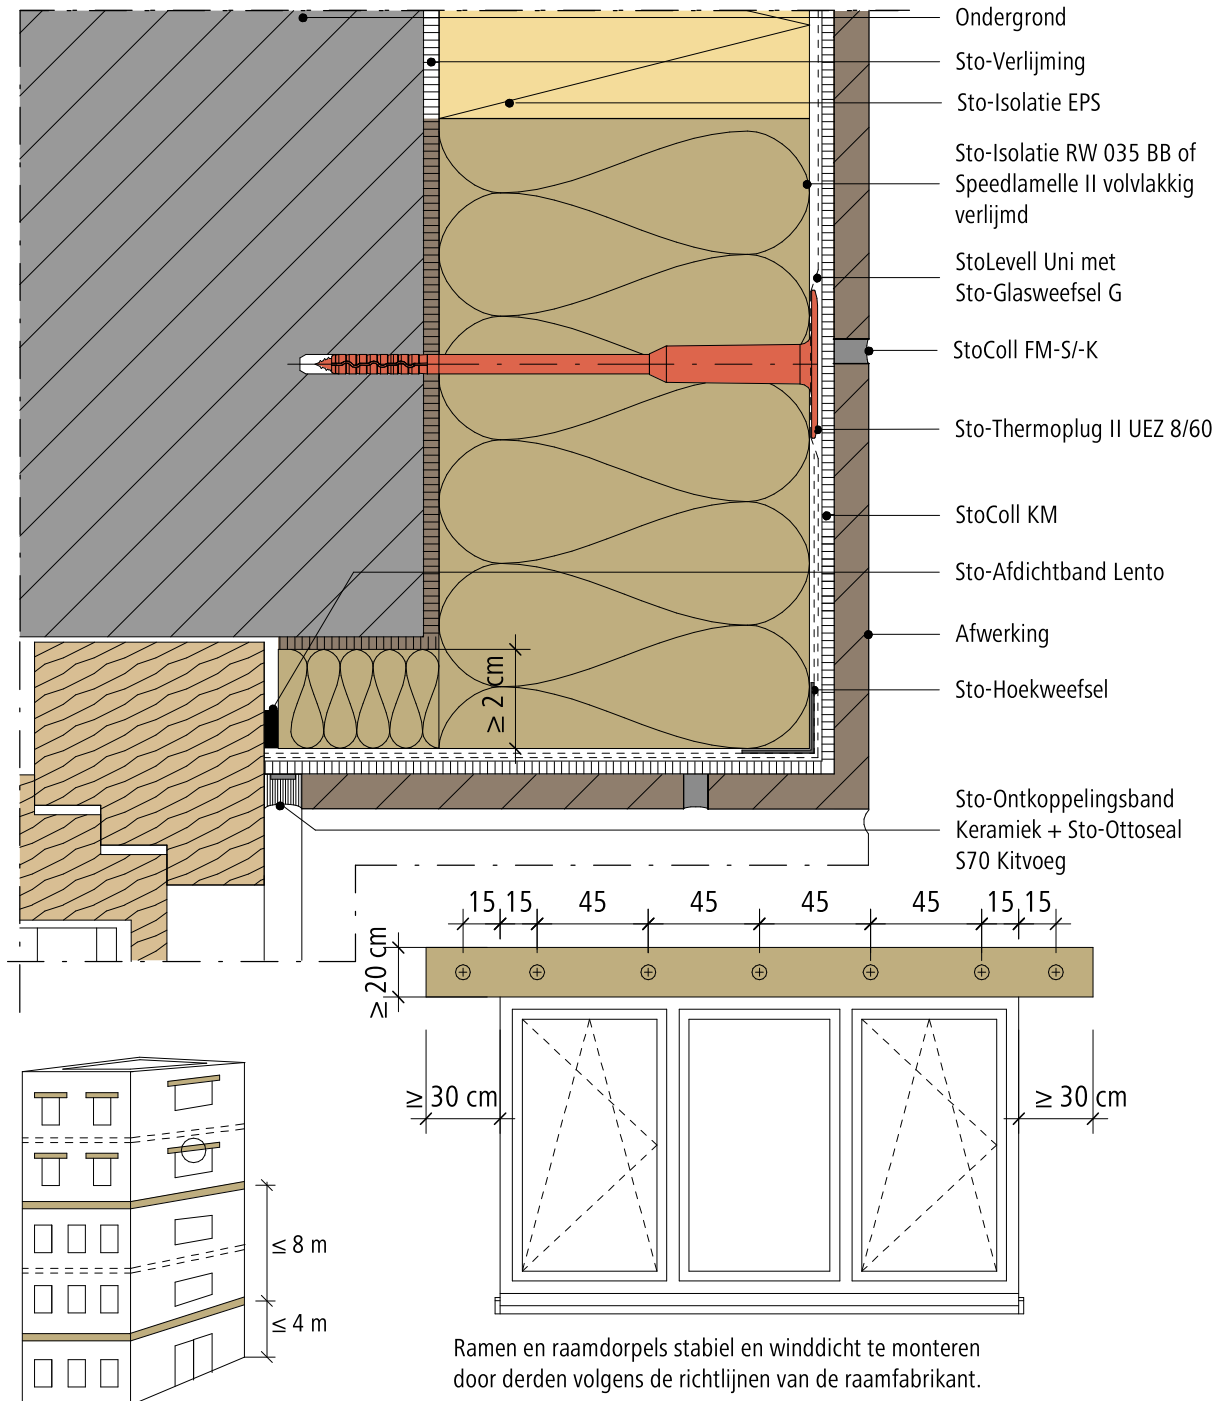 Ondergrond
Sto-Verlijming
Sto-Isolatie EPS
Sto-Isolatie RW 035 BB of
Speedlamelle II volvlakkig
verlijmd
StoLevell Uni met
Sto-Glasweefsel G
StoColl FM-S/-K
Sto-Thermoplug II UEZ 8/60
StoColl KM
Sto-Afdichtband Lento
Afwerking
Sto-Hoekweefsel
≥ 2 cm
Sto-Ontkoppelingsband
Keramiek + Sto-Ottoseal
S70 Kitvoeg
15 15 45 45 45 45 15 15
≥ 20 cm
≥ 30 cm ≥ 30 cm
≤ 8 m
≤ 4 m
Ramen en raamdorpels stabiel en winddicht te monteren
door derden volgens de richtlijnen van de raamfabrikant.